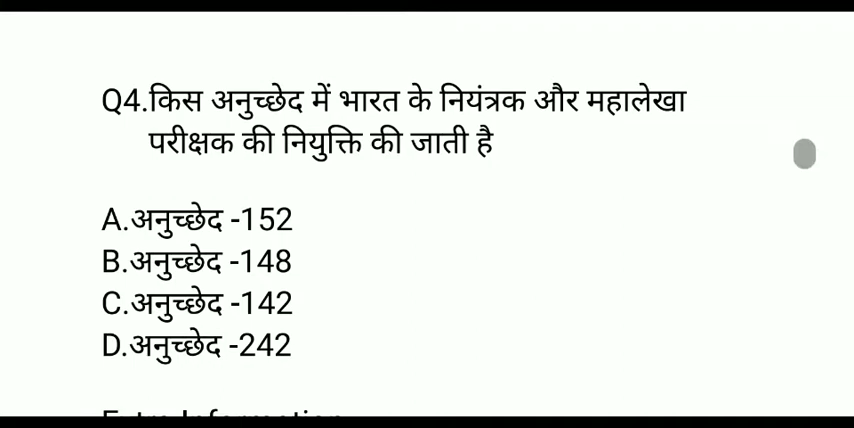 Q4.किस अनुच्छेद में भारत के नियंत्रक और महालेखा
परीक्षक की नियुक्ति की जाती है
A.अनुच्छेद -152
B.अनुच्छेद -148
C.अनुच्छेद -142
D.अनुच्छेद -242